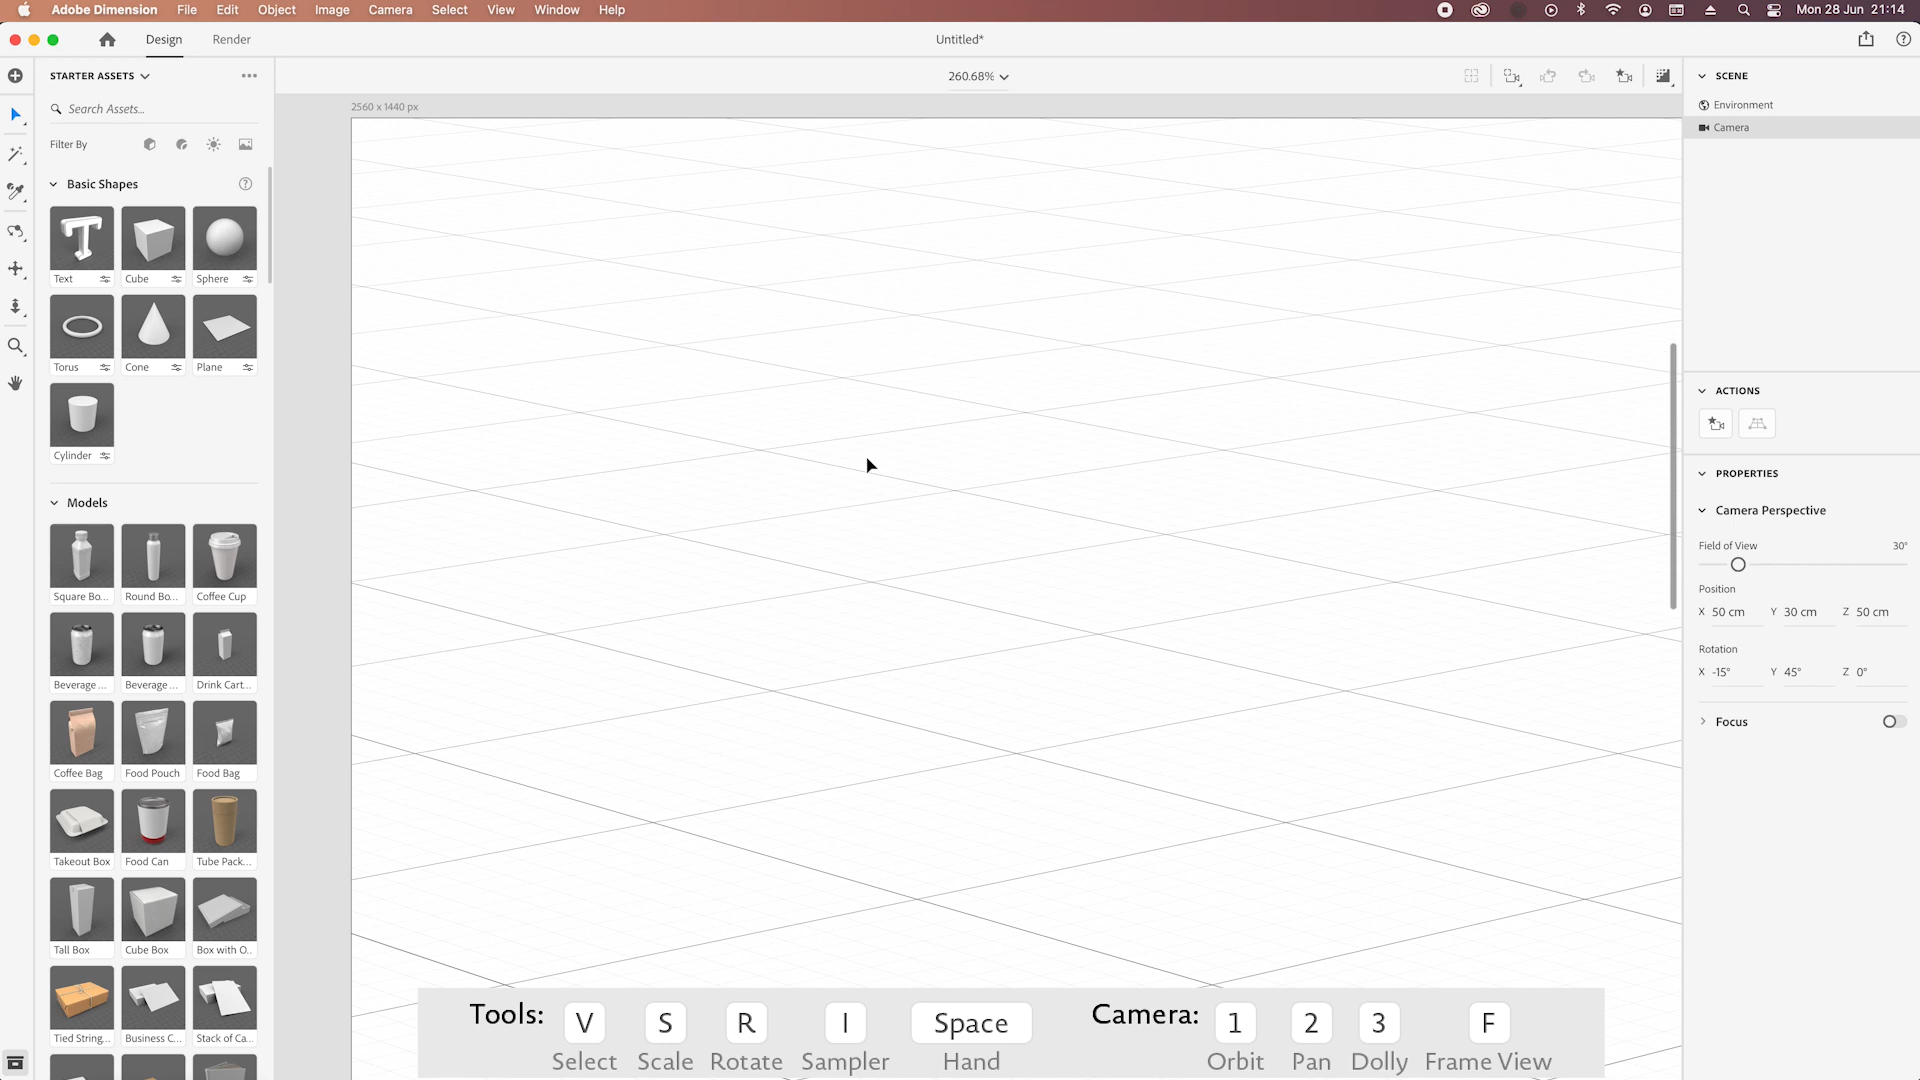 Adobe Dimension File Edit Object Image Camera Select View Window Help Mon 28 Jun 21:14
Design Render Untitled*
STARTER ASSETS
Search Assets...
Filter By
Basic Shapes
Text Cube Sphere
Torus Cone Plane
Cylinder
Models
Square Bo... Round Bo... Coffee Cup
Beverage ... Beverage ... Drink Cart...
Coffee Bag Food Pouch Food Bag
Takeout Box Food Can Tube Pack...
Tall Box Cube Box Box with O..
Tied String... Business C... Stack of Ca...
260.68%
2560 x 1440 px
SCENE
Environment
Camera
ACTIONS
PROPERTIES
Camera Perspective
Field of View 30°
Position
X 50 cm Y 30 cm Z 50 cm
Rotation
X -15° Y 45° Z 0°
Focus
Tools: V S R I Space Camera: 1 2 3 F
Select Scale Rotate Sampler Hand Orbit Pan Dolly Frame View